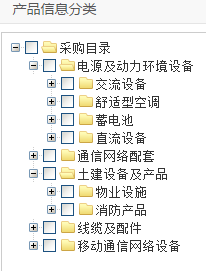 产品信息分类
采购目录
电源及动力环境设备
交流设备
舒适型空调
蓄电池
直流设备
通信网络配套
土建设备及产品
物业设施
消防产品
线缆及配件
移动通信网络设备